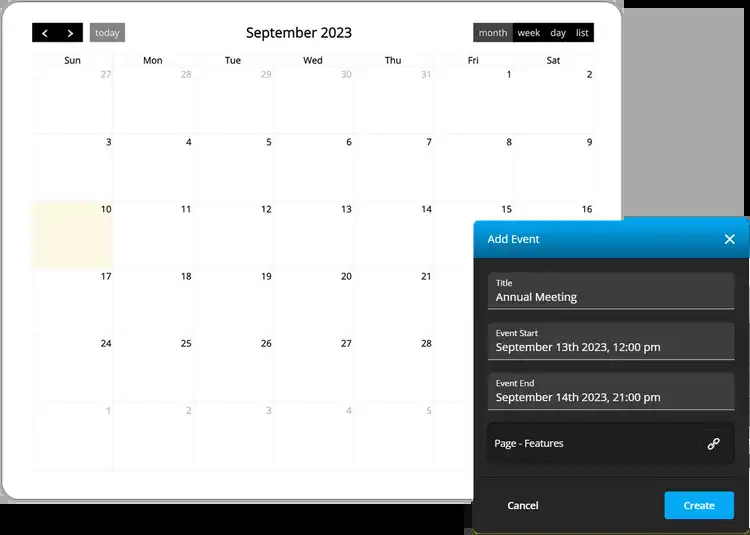 today
September 2023
month week day list
Sun Mon Tue Wed Thu Fri Sat
27 28 29 30 31 1 2
3 4 5 6 7 8 9
10 11 12 13 14 15 16
17 18 19 20 21
24 25 26 27 28
1 2 3 4 5
Add Event
Title
Annual Meeting
Event Start
September 13th 2023, 12:00 pm
Event End
September 14th 2023, 21:00 pm
Page - Features
Cancel
Create